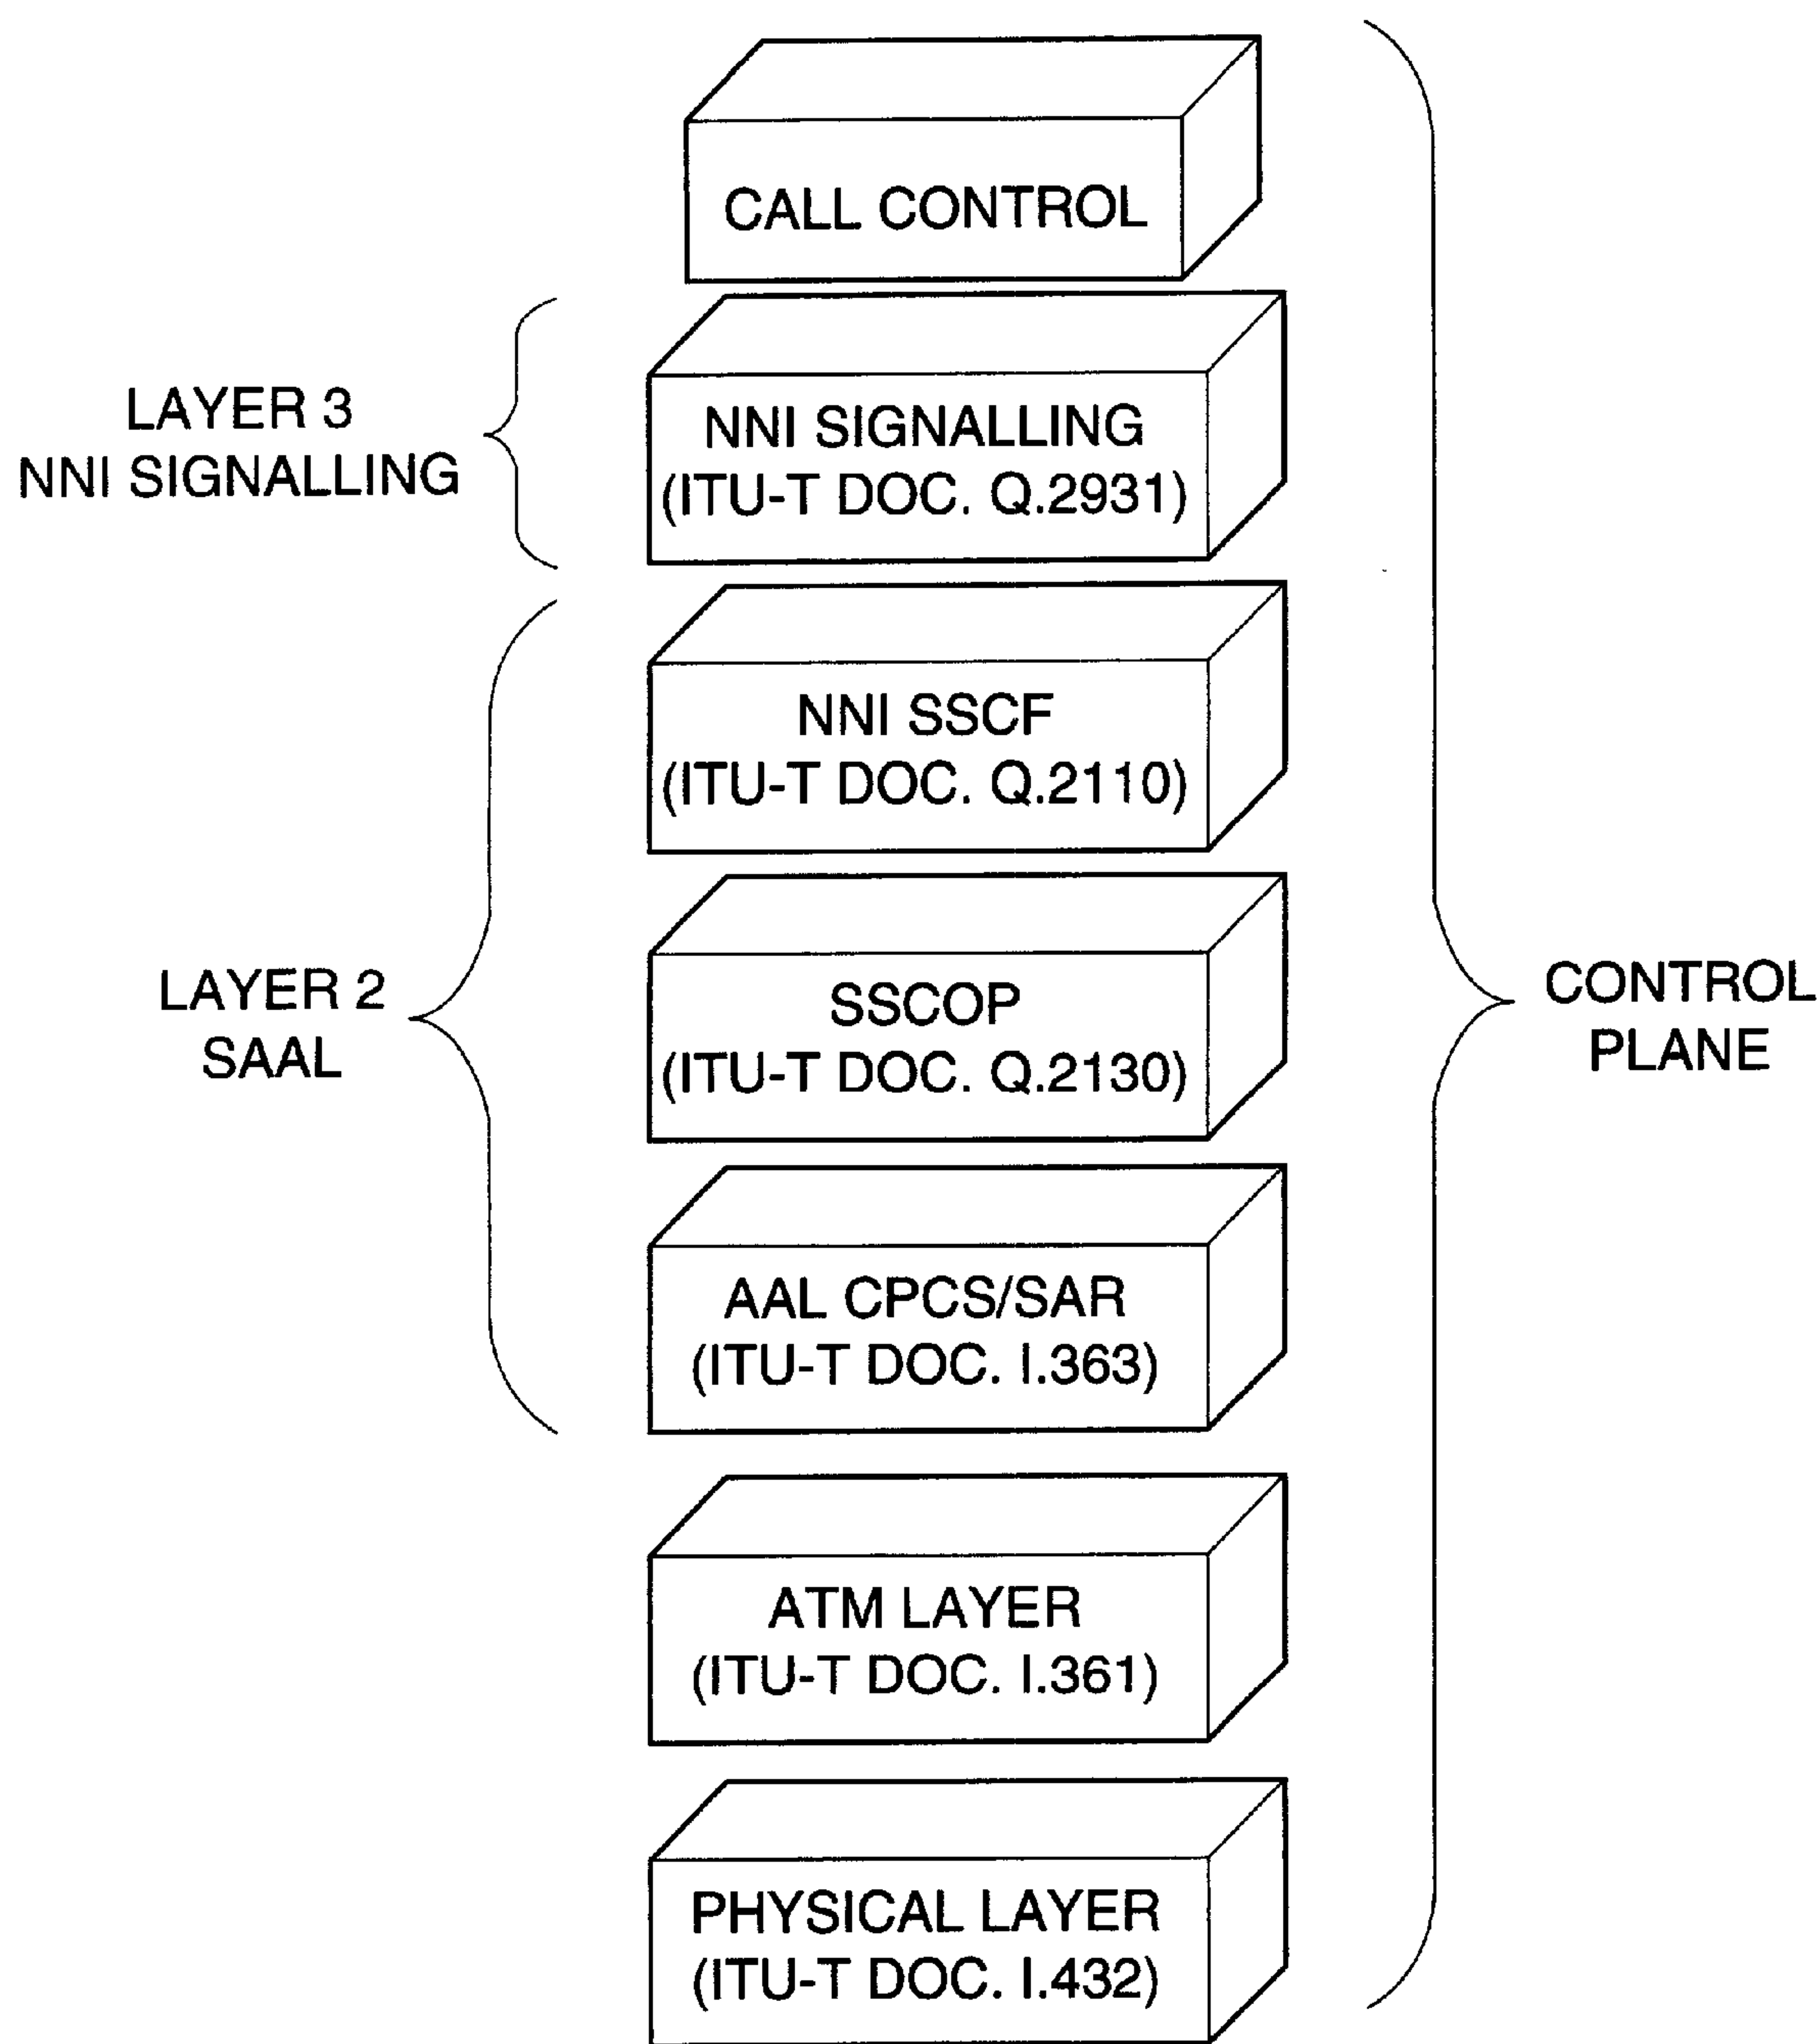 CALL CONTROL
LAYER 3
NNI SIGNALLING
NNI SIGNALLING
(ITU-T DOC. Q.2931)
NNI SSCF
(ITU-T DOC. Q.2110)
LAYER 2
SAAL
SSCOP
(ITU-T DOC. Q.2130)
CONTROL
PLANE
AAL CPCS/SAR
(ITU-T DOC. I.363)
ATM LAYER
(ITU-T DOC. I.361)
PHYSICAL LAYER
(ITU-T DOC. I.432)